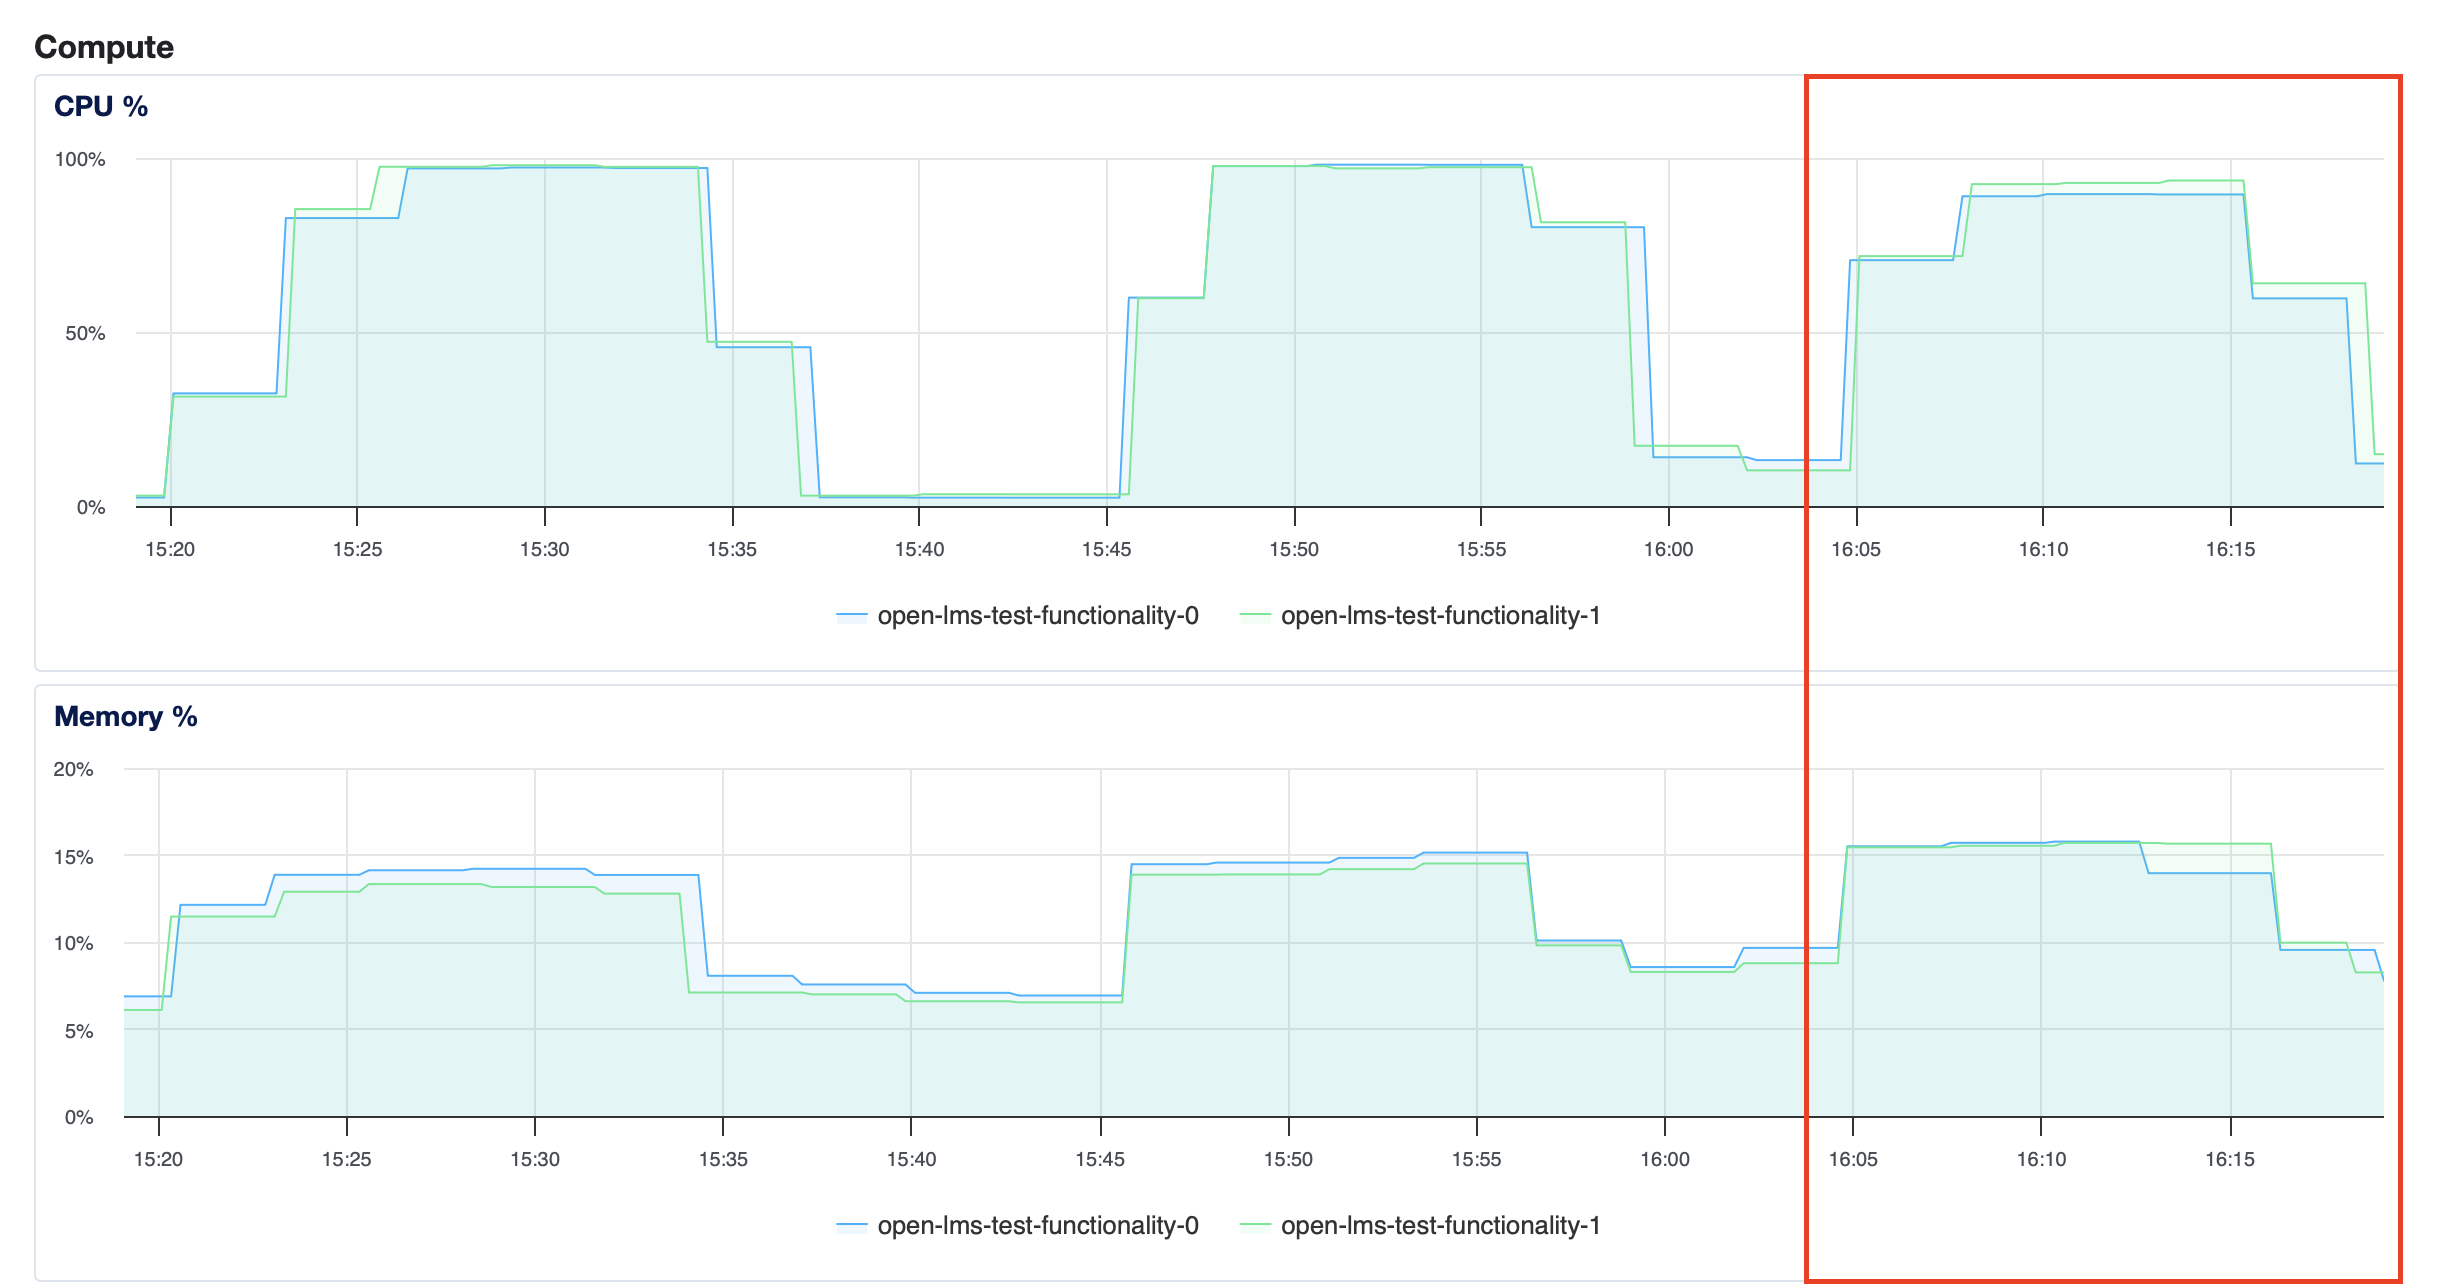 Compute
CPU %
100%
50%
0%
15:20 15:25 15:30 15:35 15:40 15:45 15:50 15:55 16:00 16:05 16:10 16:15
open-lms-test-functionality-0 open-lms-test-functionality-1
Memory %
20%
15%
10%
5%
0%
15:20 15:25 15:30 15:35 15:40 15:45 15:50 15:55 16:00 16:05 16:10 16:15
open-lms-test-functionality-0 open-lms-test-functionality-1